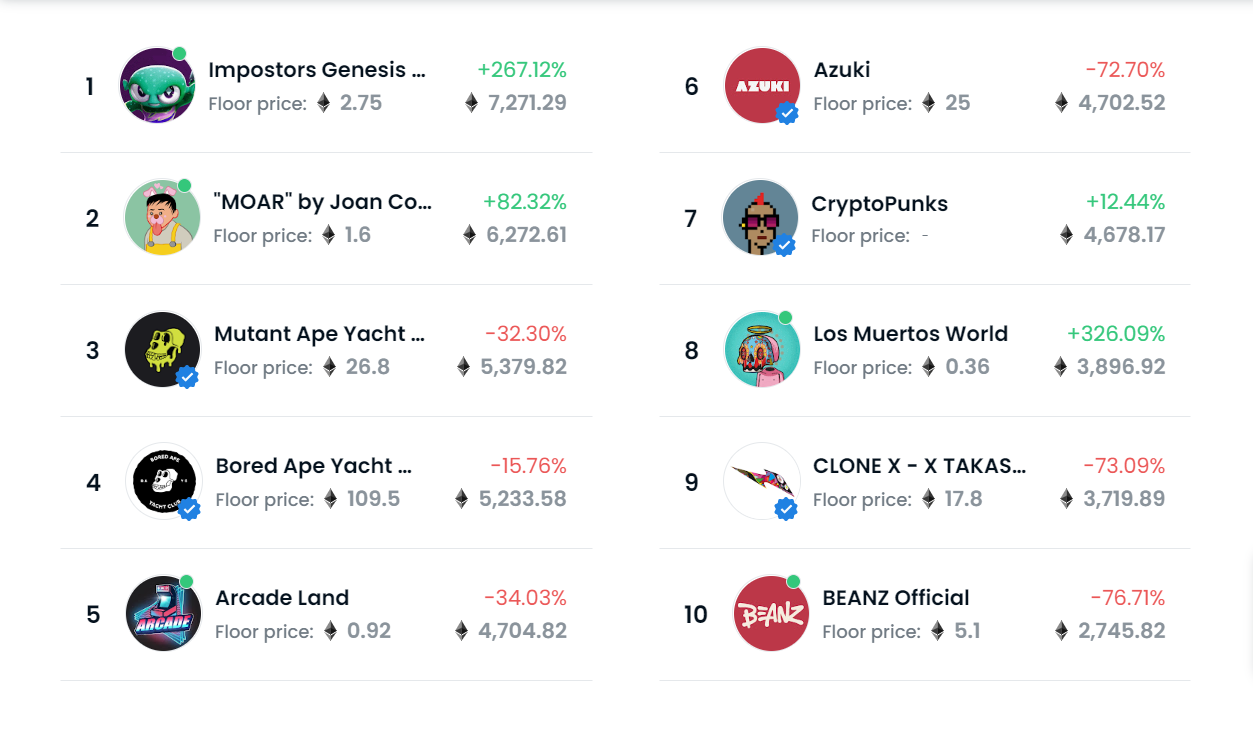 1
Impostors Genesis ...
+267.12%
Floor price: 2.75
7,271.29
2
"MOAR" by Joan Co...
+82.32%
Floor price: 1.6
6,272.61
3
Mutant Ape Yacht ...
-32.30%
Floor price: 26.8
5,379.82
4
BORED APE
YACHT CLUB
Bored Ape Yacht ...
-15.76%
Floor price: 109.5
5,233.58
5
ARCADE
Arcade Land
-34.03%
Floor price: 0.92
4,704.82
6
AZUKI
Azuki
-72.70%
Floor price: 25
4,702.52
7
CryptoPunks
+12.44%
Floor price: -
4,678.17
8
Los Muertos World
+326.09%
Floor price: 0.36
3,896.92
9
CLONE X - X TAKAS...
-73.09%
Floor price: 17.8
3,719.89
10
BEANZ
BEANZ Official
-76.71%
Floor price: 5.1
2,745.82